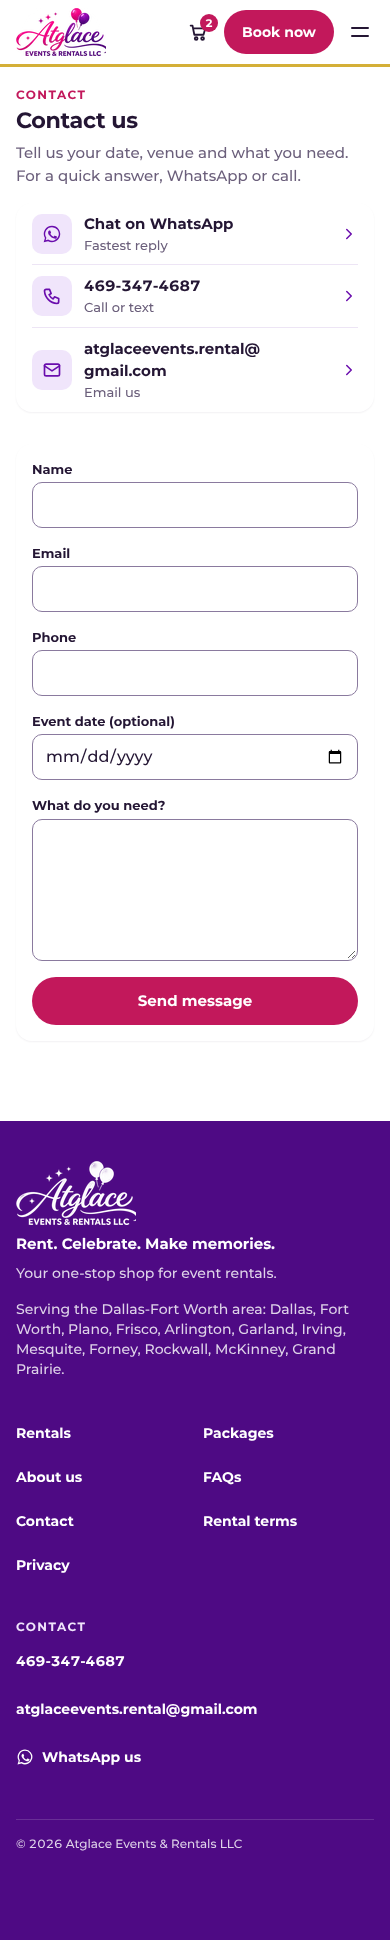 Atglace
EVENTS & RENTALS LLC
2
Book now
CONTACT
Contact us
Tell us your date, venue and what you need.
For a quick answer, WhatsApp or call.
Chat on WhatsApp
Fastest reply
469-347-4687
Call or text
atglaceevents.rental@
gmail.com
Email us
Name
Email
Phone
Event date (optional)
mm/dd/yyyy
What do you need?
Send message
Atglace
EVENTS & RENTALS LLC
Rent. Celebrate. Make memories.
Your one-stop shop for event rentals.
Serving the Dallas-Fort Worth area: Dallas, Fort
Worth, Plano, Frisco, Arlington, Garland, Irving,
Mesquite, Forney, Rockwall, McKinney, Grand
Prairie.
Rentals
Packages
About us
FAQs
Contact
Rental terms
Privacy
CONTACT
469-347-4687
atglaceevents.rental@gmail.com
WhatsApp us
© 2026 Atglace Events & Rentals LLC